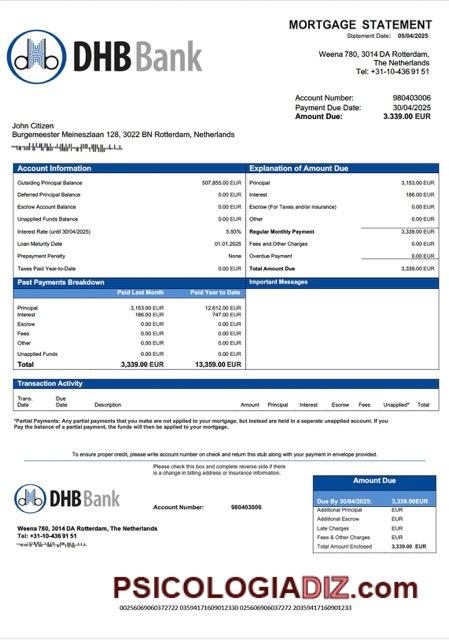 MORTGAGE STATEMENT
Statement Date: 05/04/2025
DHB Bank
Weena 780, 3014 DA Rotterdam,
The Netherlands
Tel: +31-10-436 91 51
Account Number: 980403006
Payment Due Date: 30/04/2025
Amount Due: 3.339.00 EUR
John Citizen
Burgemeester Meineszlaan 128, 3022 BN Rotterdam, Netherlands
Account Information
Outsiding Principal Balance 507,855.00 EUR
Deferred Principal Balance 0.00 EUR
Escrow Account Balance 0.00 EUR
Unapplied Funds Balance 0.00 EUR
Interest Rate (until 30/04/2025) 5.93%
Loan Maturity Date 01.01.2025
Prepayment Penalty None
Taxes Paid Year-to-Date 0.00 EUR
Explanation of Amount Due
Principal 3,153.00 EUR
Interest 186.00 EUR
Escrow (For Taxes and/or insurance) 0.00 EUR
Other 0.00 EUR
Regular Monthly Payment 3,339.00 EUR
Fees and Other Charges 0.00 EUR
Overdue Payment 0.00 EUR
Total Amount Due 3,339.00 EUR
Past Payments Breakdown
Paid Last Month Paid Year to Date
Principal 3,153.00 EUR 12,612.00 EUR
Interest 186.00 EUR 747.00 EUR
Escrow 0.00 EUR 0.00 EUR
Fees 0.00 EUR 0.00 EUR
Other 0.00 EUR 0.00 EUR
Unapplied Funds 0.00 EUR 0.00 EUR
Total 3,339.00 EUR 13,359.00 EUR
Important Messages
Transaction Activity
Trans. Date Due Date Description Amount Principal Interest Escrow Fees Unapplied* Total
*Partial Payments: Any partial payments that you make are not applied to your mortgage, but instead are held in a separate unapplied account. If you
Pay the balance of a partial payment, the funds will then be applied to your mortgage.
To ensure proper credit, please write account number on check and return this stub along with your payment in envelope provided.
Please check this box and complete reverse side if there
is a change in billing address or insurance information.
DHB Bank
Account Number: 980403006
Weena 780, 3014 DA Rotterdam, The Netherlands
Tel: +31-10-436 91 51
Amount Due
Due By 30/04/2025: 3,339.00EUR
Additional Principal EUR
Additional Escrow EUR
Late Charges EUR
Fees & Other Charges EUR
Total Amount Enclosed 3,339.00 EUR
PSICOLOGIADIZ.com